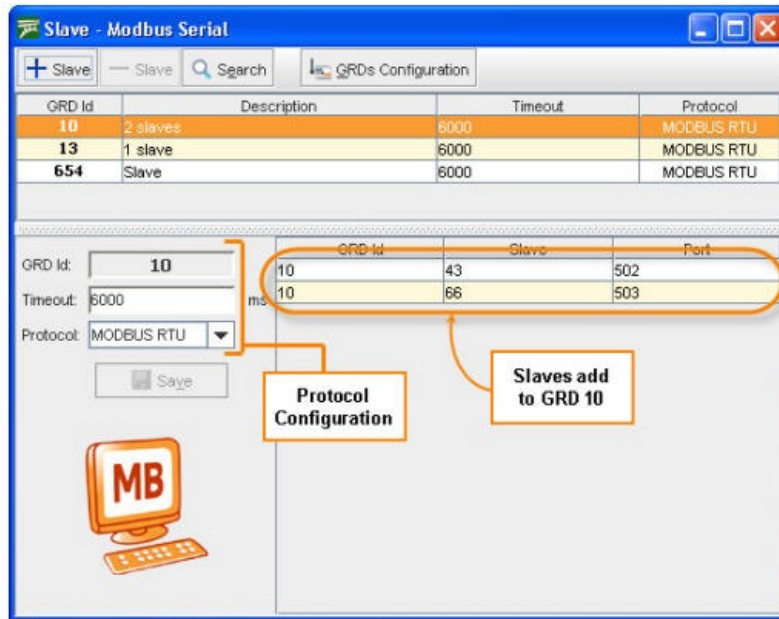 Slave - Modbus Serial
+ Slave — Slave Search GRDs Configuration
GRD Id Description Timeout Protocol
10 2 slaves 6000 MODBUS RTU
13 1 slave 6000 MODBUS RTU
654 Slave 6000 MODBUS RTU
GRD Id Slave Port
10 43 502
10 66 503
GRD Id: 10
Timeout: 6000 ms
Protocol: MODBUS RTU
Save
Protocol
Configuration
Slaves add
to GRD 10
MB